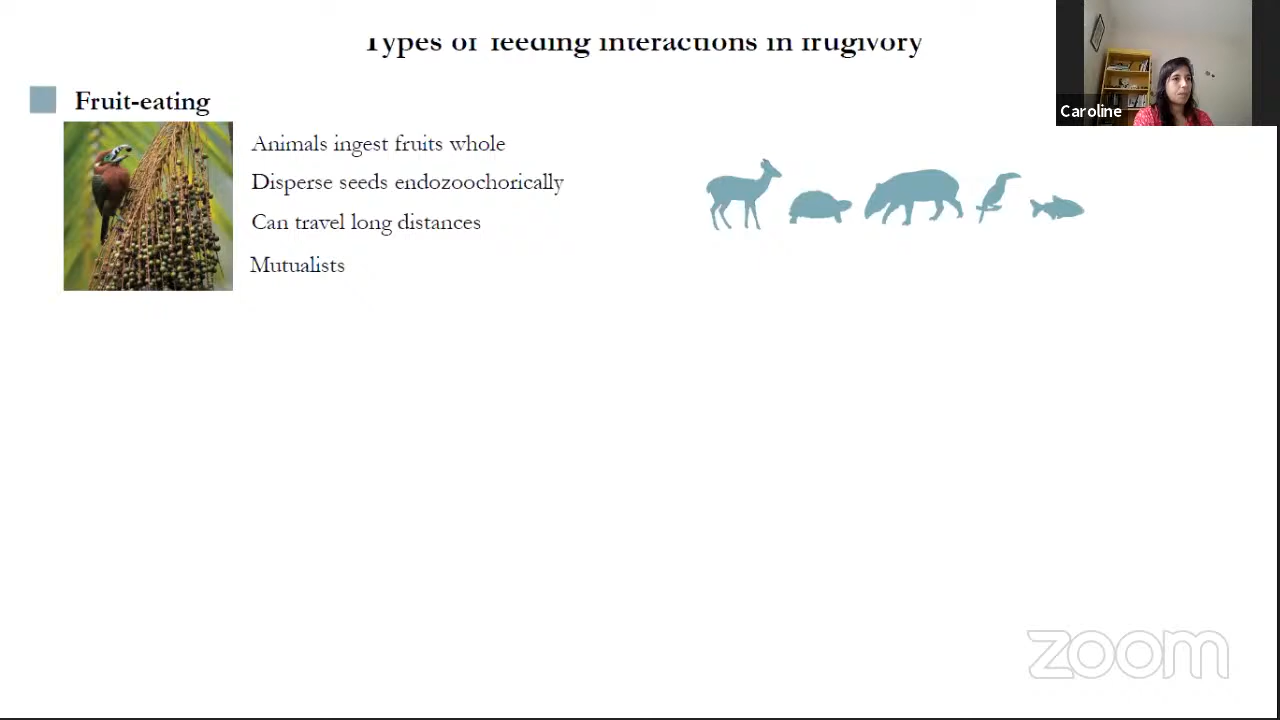 Types of feeding interactions in frugivory
Caroline
Fruit-eating
Animals ingest fruits whole
Disperse seeds endozoochorically
Can travel long distances
Mutualists
zoom